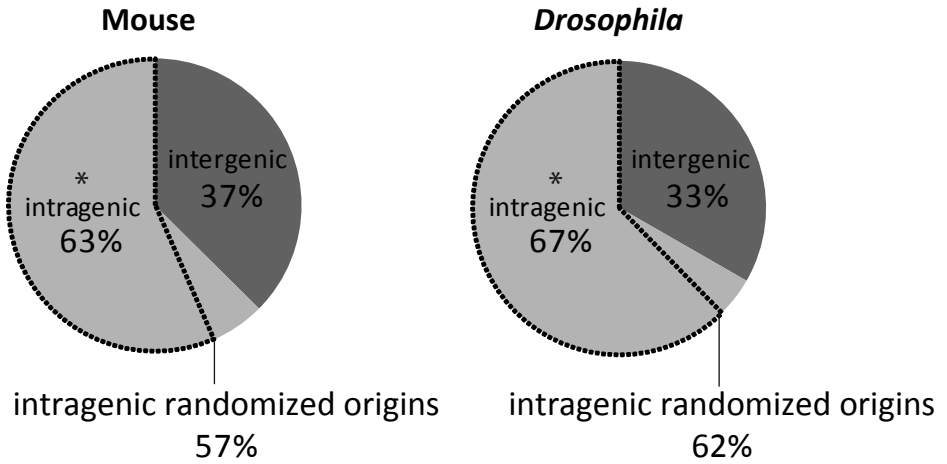 Mouse
intergenic
37%
*
intragenic
63%
intragenic randomized origins
57%
Drosophila
intergenic
33%
*
intragenic
67%
intragenic randomized origins
62%